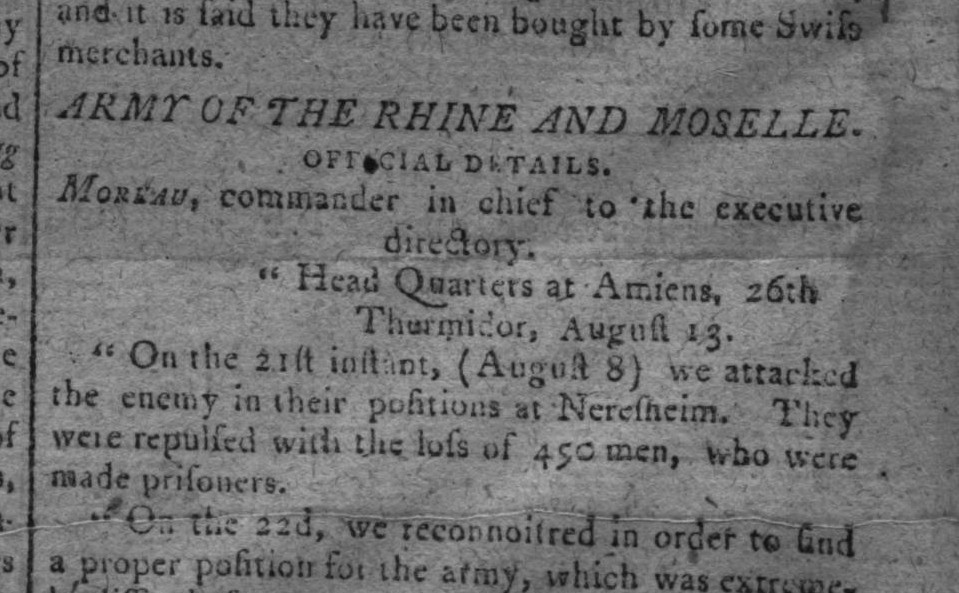 and it is ſaid they have been bought by ſome Swiſs
merchants.
ARMY OF THE RHINE AND MOSELLE.
OFFICIAL DETAILS.
MOREAU, commander in chief to the executive
directory.
“ Head Quarters at Amiens, 26th
Thurmidor, Auguſt 13.
“ On the 21ſt inſtant, (Auguſt 8) we attacked
the enemy in their poſitions at Nereſheim. They
were repulſed with the loſs of 450 men, who were
made priſoners.
“ On the 22d, we reconnoitred in order to find
a proper poſition for the army, which was extreme-